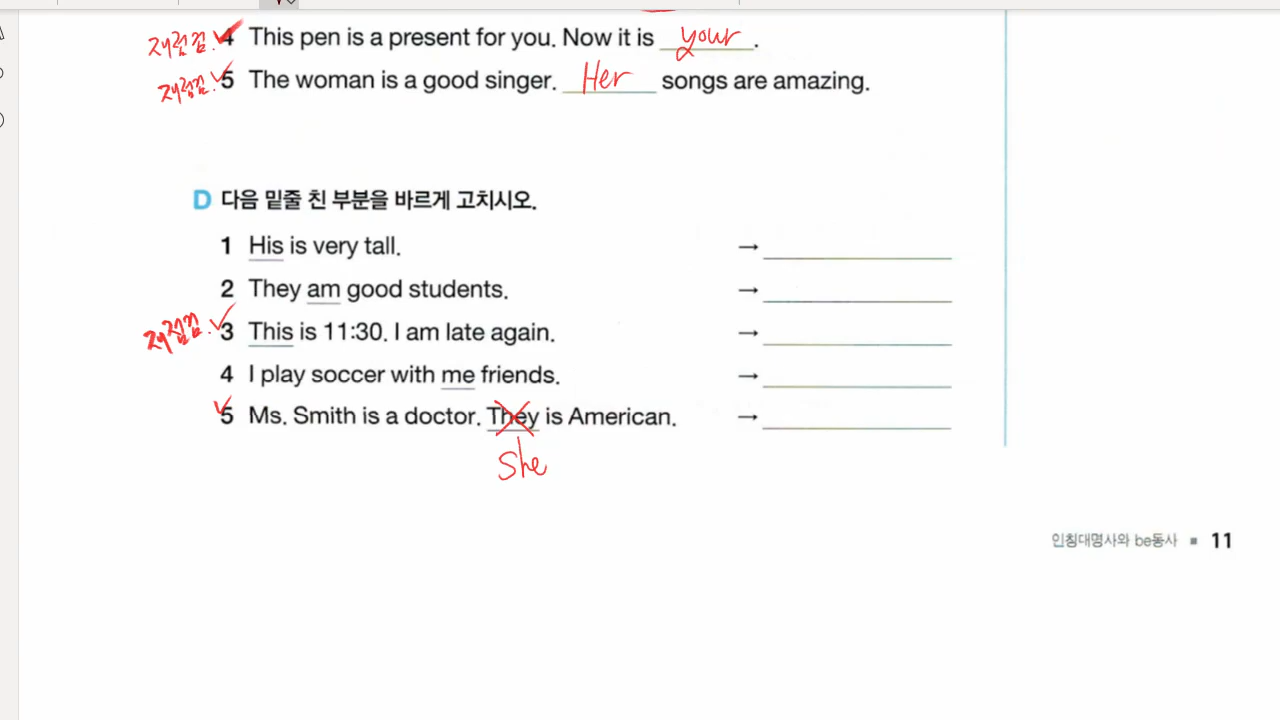 재점검. 4 This pen is a present for you. Now it is your.
재점검. 5 The woman is a good singer. Her songs are amazing.
D 다음 밑줄 친 부분을 바르게 고치시오.
1 His is very tall. →
2 They am good students. →
재점검. 3 This is 11:30. I am late again. →
4 I play soccer with me friends. →
5 Ms. Smith is a doctor. They is American. →
She
인칭대명사와 be동사 ■ 11